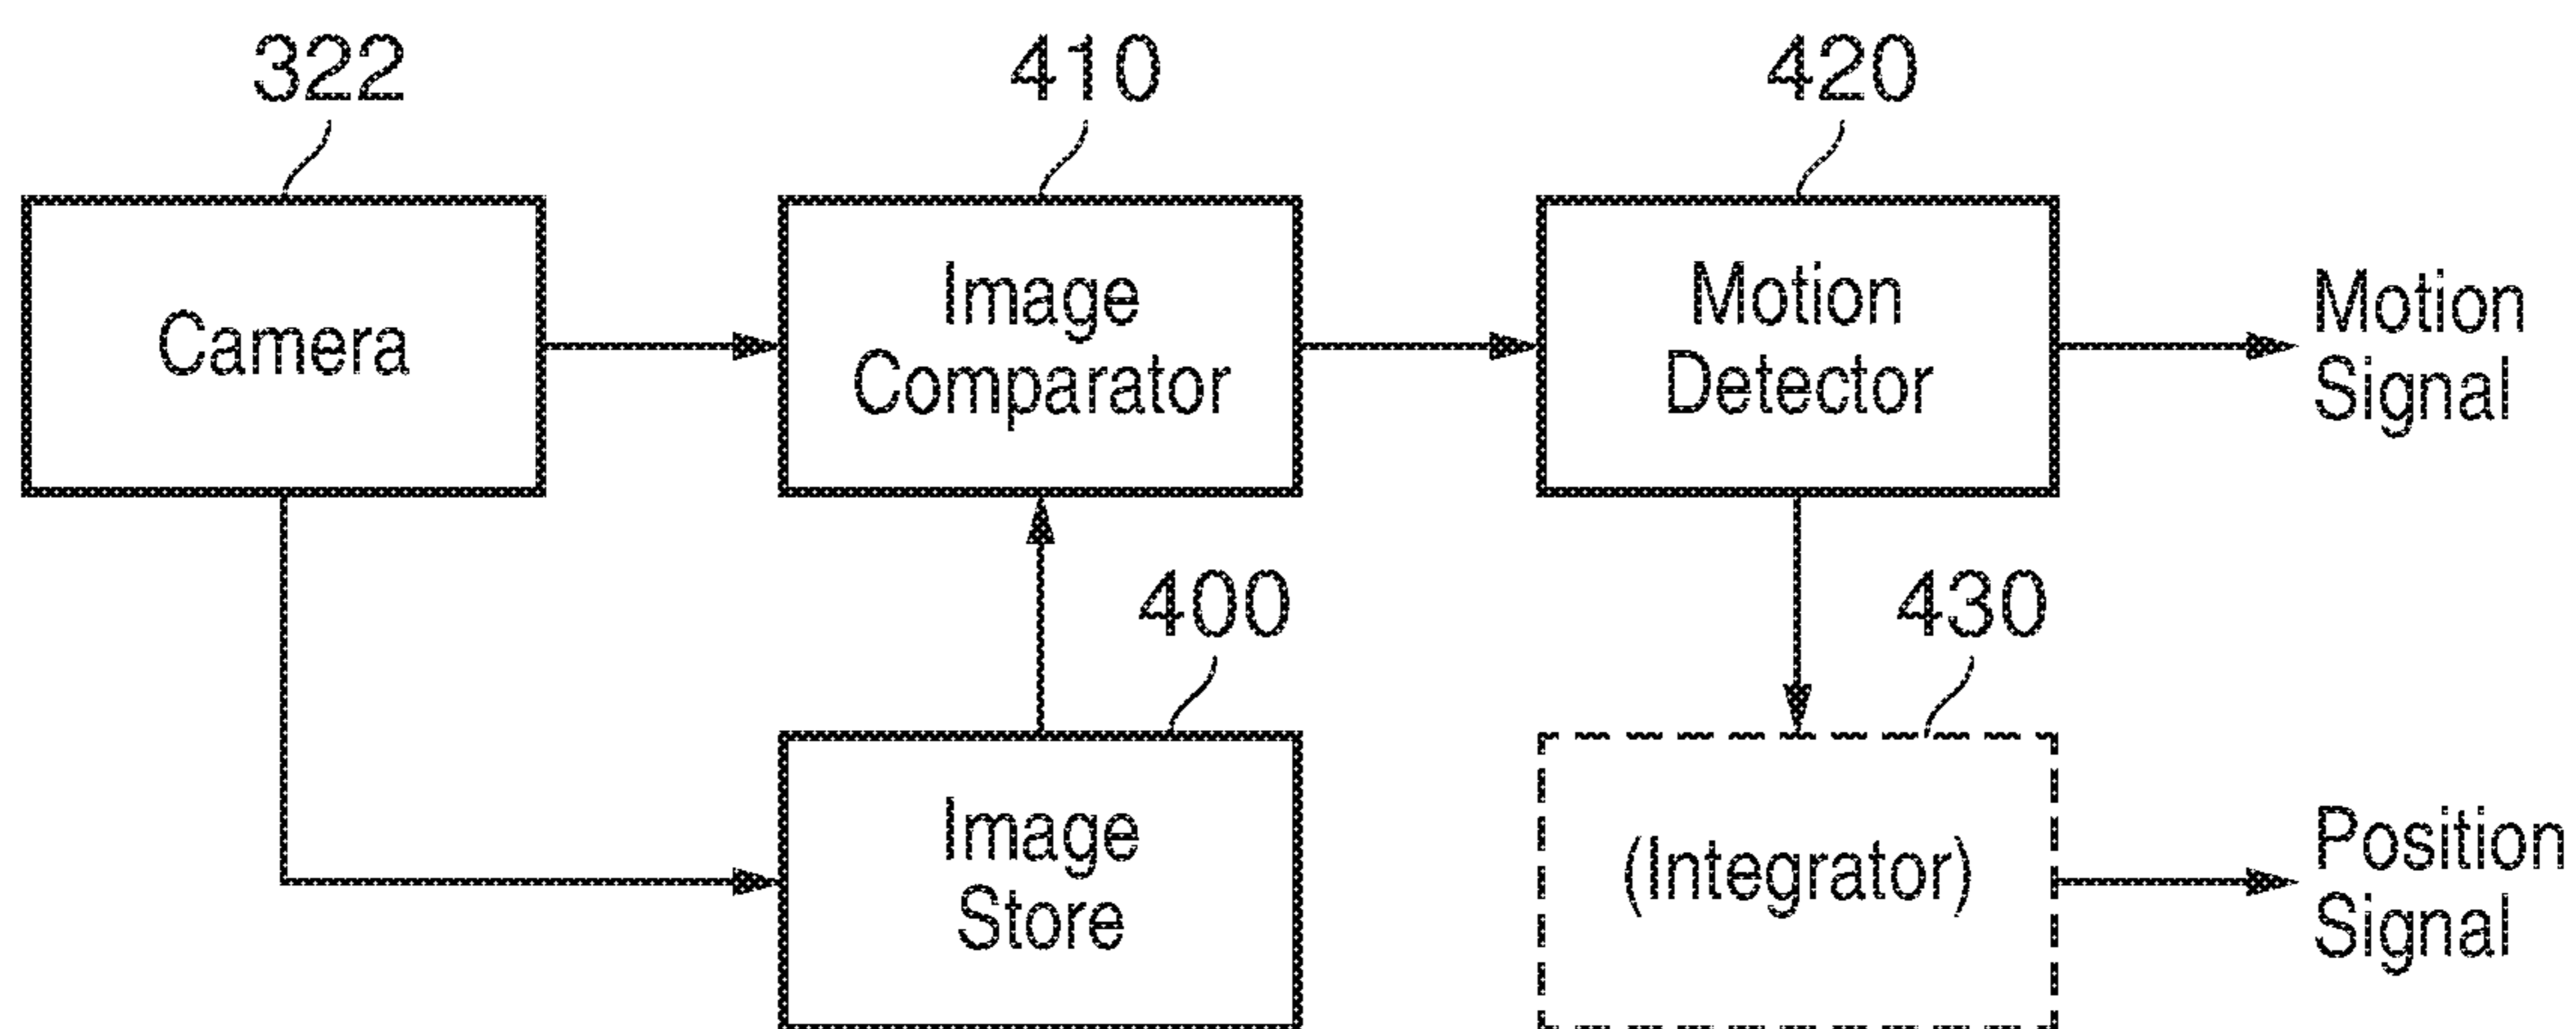 322
410
420
Camera
Image
Comparator
Motion
Detector
Motion
Signal
400
430
Image
Store
(Integrator)
Position
Signal